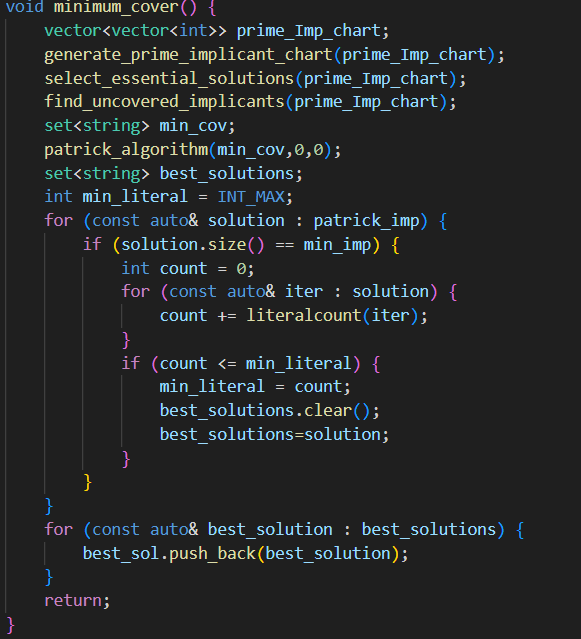 void minimum_cover() {
    vector<vector<int>> prime_Imp_chart;
    generate_prime_implicant_chart(prime_Imp_chart);
    select_essential_solutions(prime_Imp_chart);
    find_uncovered_implicants(prime_Imp_chart);
    set<string> min_cov;
    patrick_algorithm(min_cov,0,0);
    set<string> best_solutions;
    int min_literal = INT_MAX;
    for (const auto& solution : patrick_imp) {
        if (solution.size() == min_imp) {
            int count = 0;
            for (const auto& iter : solution) {
                count += literalcount(iter);
            }
            if (count <= min_literal) {
                min_literal = count;
                best_solutions.clear();
                best_solutions=solution;
            }
        }
    }
    for (const auto& best_solution : best_solutions) {
        best_sol.push_back(best_solution);
    }
    return;
}